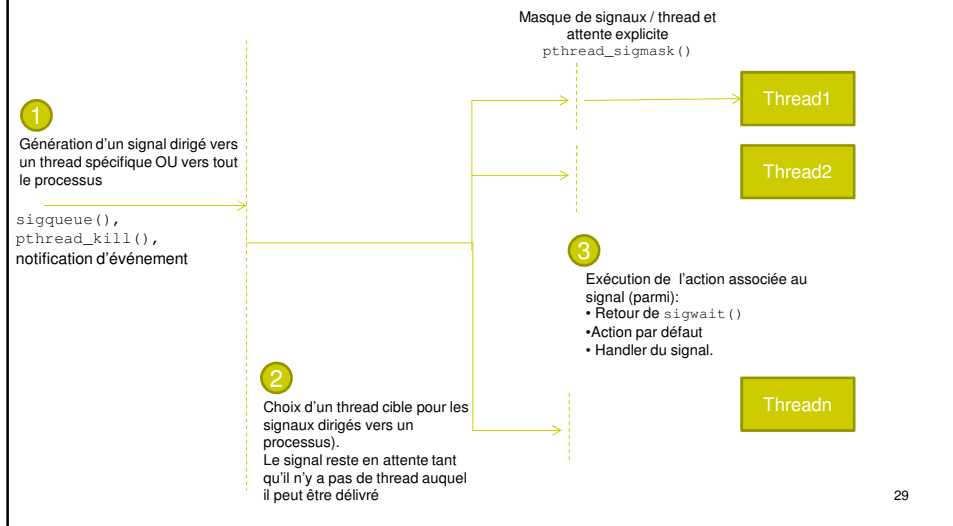 Masque de signaux / thread et
attente explicite
pthread_sigmask()
Thread1
1
Génération d'un signal dirigé vers
un thread spécifique OU vers tout
le processus
Thread2
sigqueue(),
pthread_kill(),
notification d'événement
3
Exécution de l'action associée au
signal (parmi):
• Retour de sigwait()
•Action par défaut
• Handler du signal.
2
Choix d'un thread cible pour les
signaux dirigés vers un
processus).
Le signal reste en attente tant
qu'il n'y a pas de thread auquel
il peut être délivré
Threadn
29